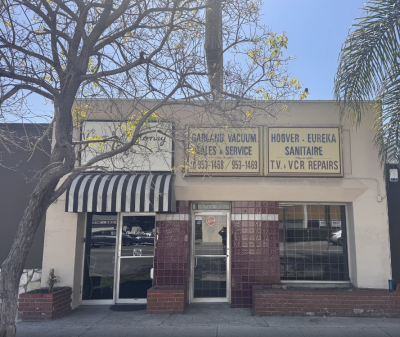 GARLAND VACUUM
SALES & SERVICE
953-1468 / 953-1469
HOOVER - EUREKA
SANITAIRE
T.V. & VCR REPAIRS